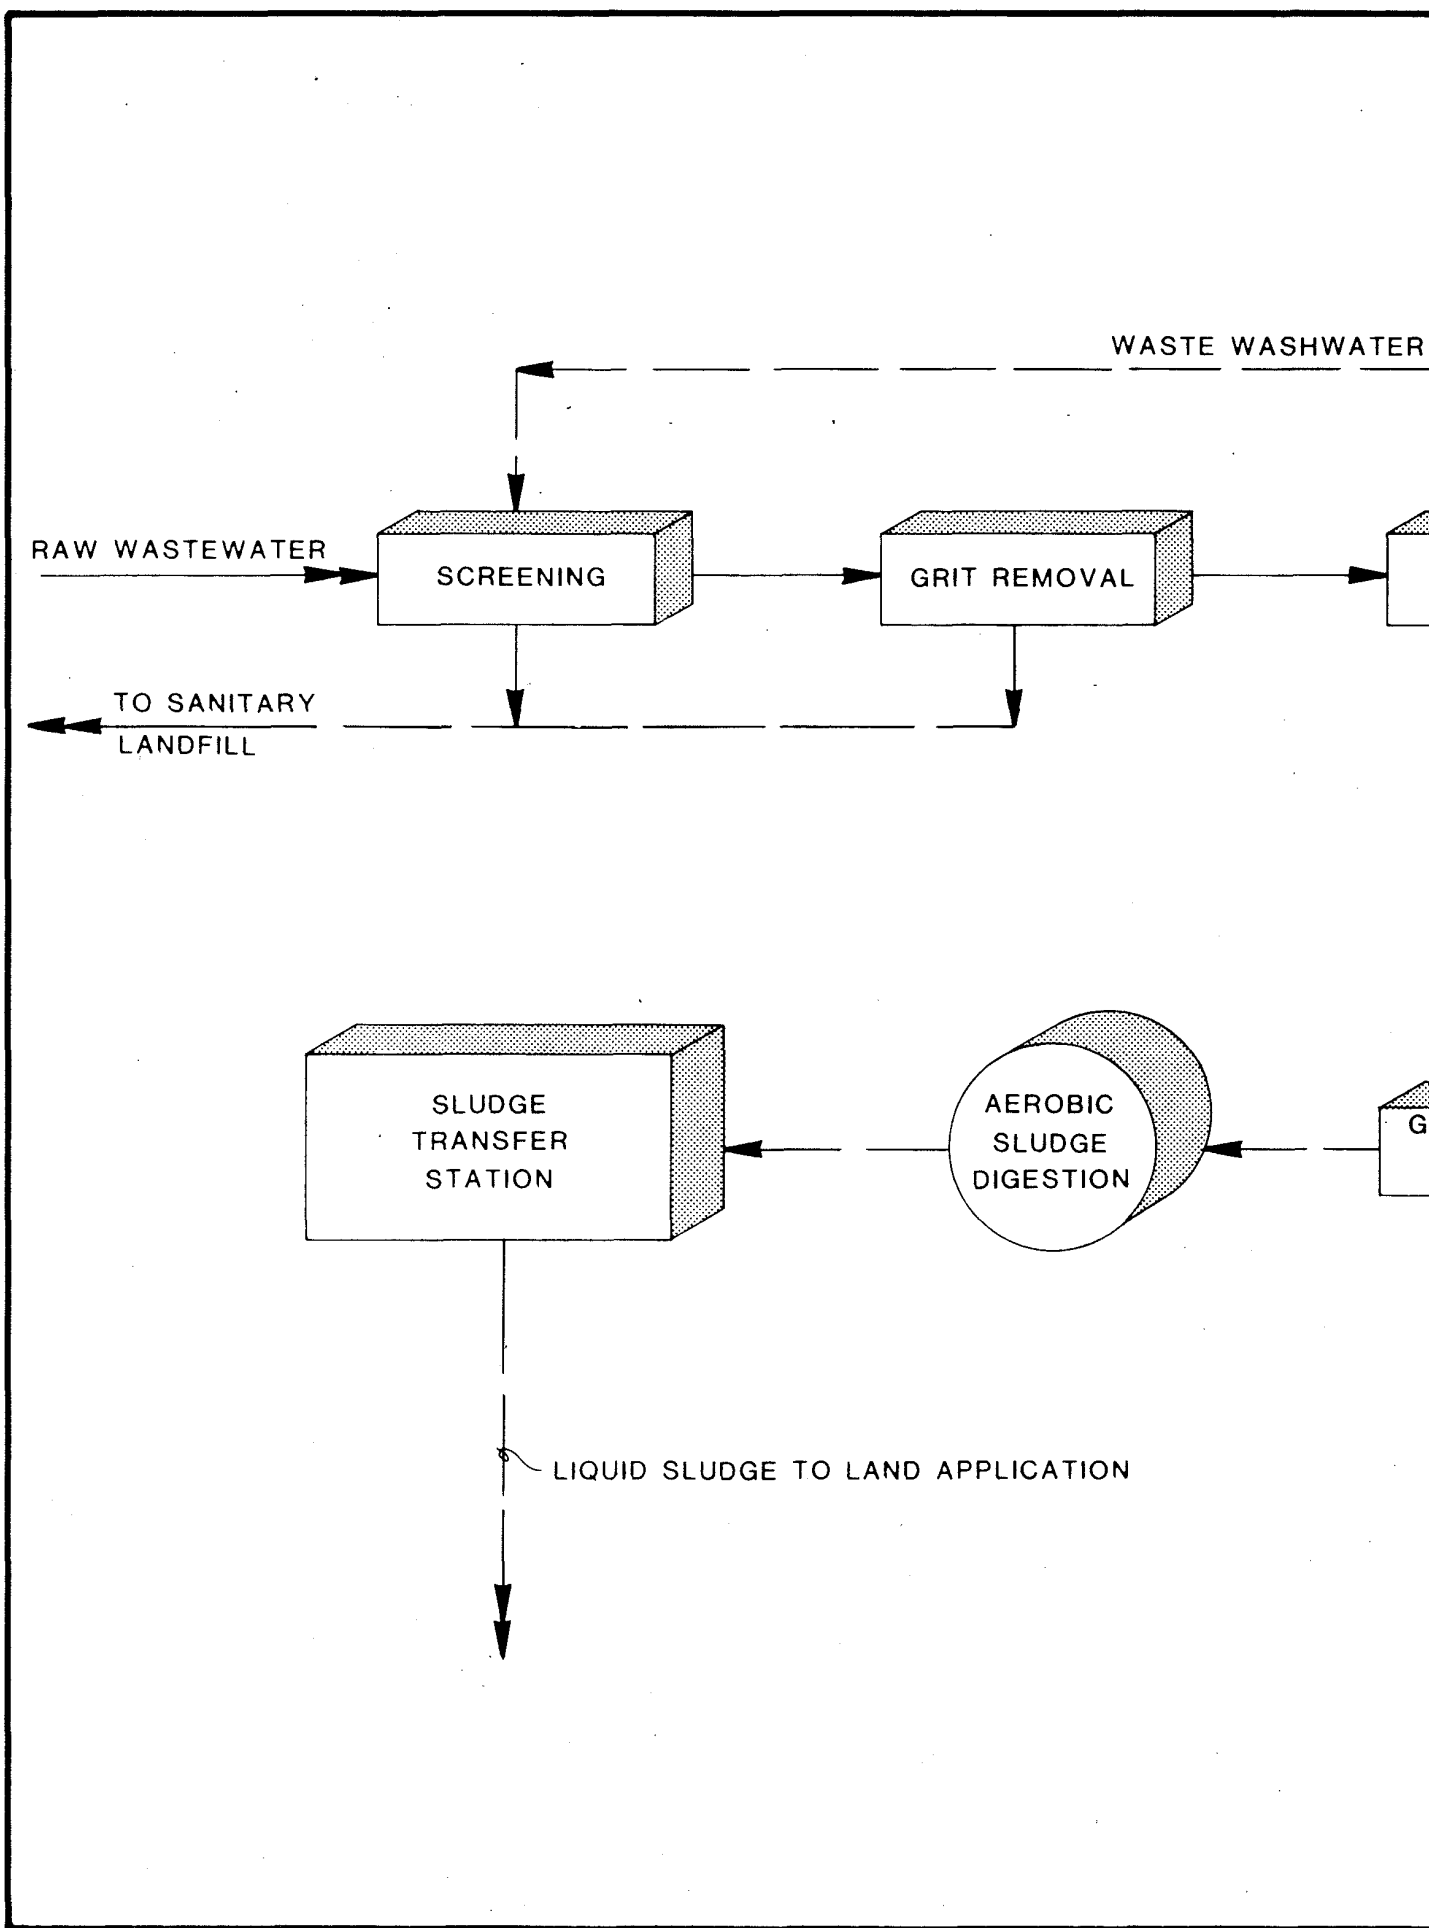 WASTE WASHWATER
RAW WASTEWATER
SCREENING
GRIT REMOVAL
TO SANITARY
LANDFILL
SLUDGE
TRANSFER
STATION
AEROBIC
SLUDGE
DIGESTION
G
LIQUID SLUDGE TO LAND APPLICATION